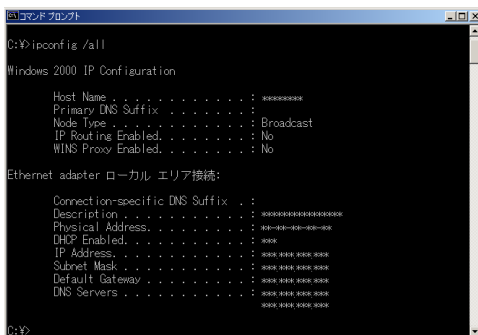 コマンド プロンプト
C:¥>ipconfig /all
Windows 2000 IP Configuration
Host Name . . . . . . . . . . . . : ********
Primary DNS Suffix . . . . . . . :
Node Type . . . . . . . . . . . . : Broadcast
IP Routing Enabled. . . . . . . . : No
WINS Proxy Enabled. . . . . . . . : No
Ethernet adapter ローカル エリア接続:
Connection-specific DNS Suffix . :
Description . . . . . . . . . . . : ***************
Physical Address. . . . . . . . . : **-**-**-**-**
DHCP Enabled. . . . . . . . . . . : ***
IP Address. . . . . . . . . . . . : ***.***.***.***
Subnet Mask . . . . . . . . . . . : ***.***.***.***
Default Gateway . . . . . . . . . : ***.***.***.***
DNS Servers . . . . . . . . . . . : ***.***.***.***
***.***.***.***
C:¥>